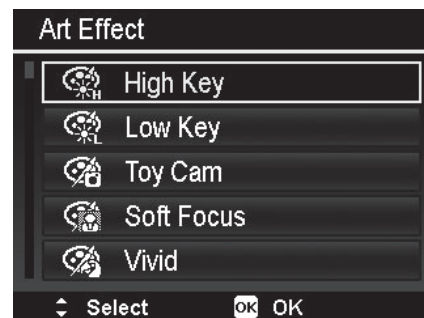 Art Effect
High Key
Low Key
Toy Cam
Soft Focus
Vivid
Select OK OK